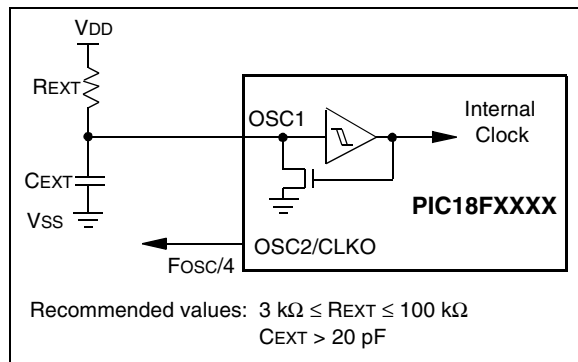 VDD
REXT
OSC1
Internal
Clock
CEXT
PIC18FXXXX
VSS
OSC2/CLKO
FOSC/4
Recommended values: 3 kΩ ≤ REXT ≤ 100 kΩ
CEXT > 20 pF